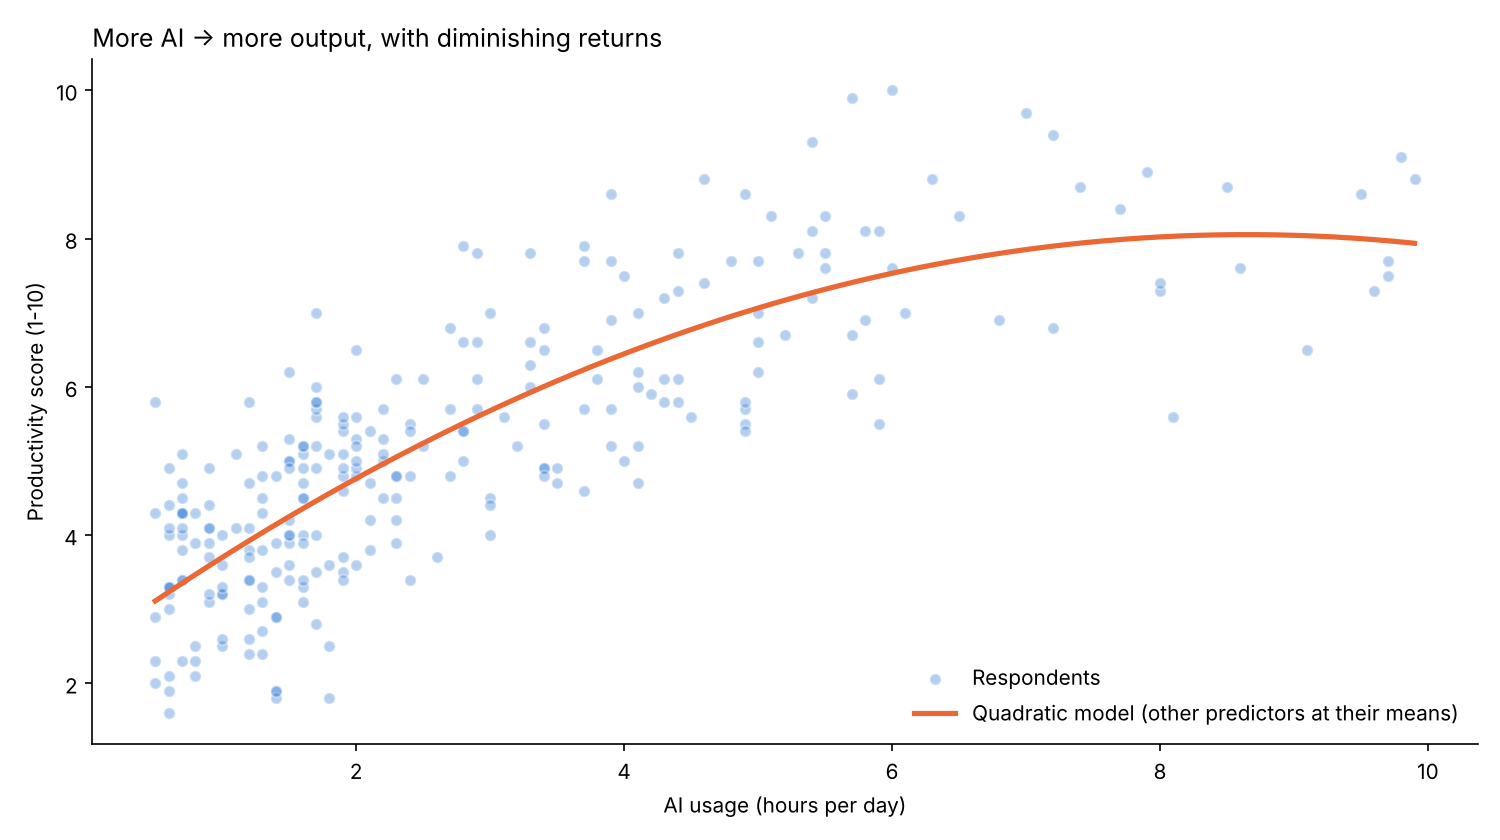 More AI → more output, with diminishing returns
10
8
6
4
2
Productivity score (1-10)
Respondents
Quadratic model (other predictors at their means)
2
4
6
8
10
AI usage (hours per day)